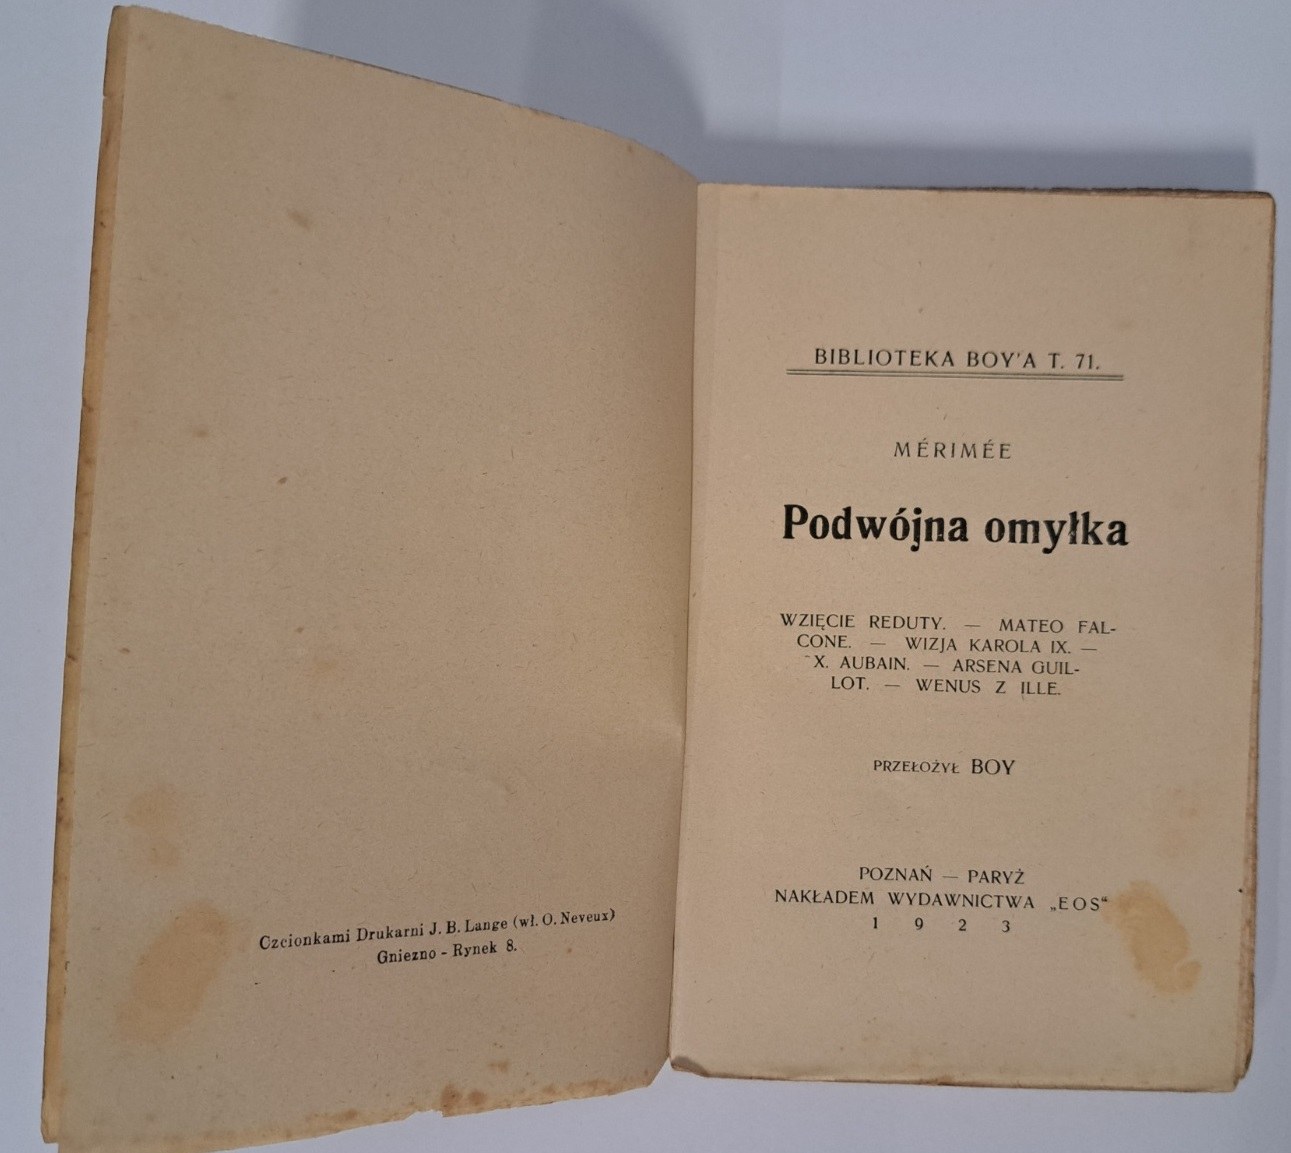 Czcionkami Drukarni J. B. Lange (wł. O. Neveux)
Gniezno - Rynek 8.
BIBLIOTEKA BOY'A T. 71.
MÉRIMÉE
Podwójna omyłka
WZIĘCIE REDUTY. — MATEO FAL-
CONE. — WIZJA KAROLA IX. —
X. AUBAIN. — ARSENA GUIL-
LOT. — WENUS Z ILLE.
PRZEŁOŻYŁ BOY
POZNAŃ — PARYŻ
NAKŁADEM WYDAWNICTWA „EOS“
1 9 2 3